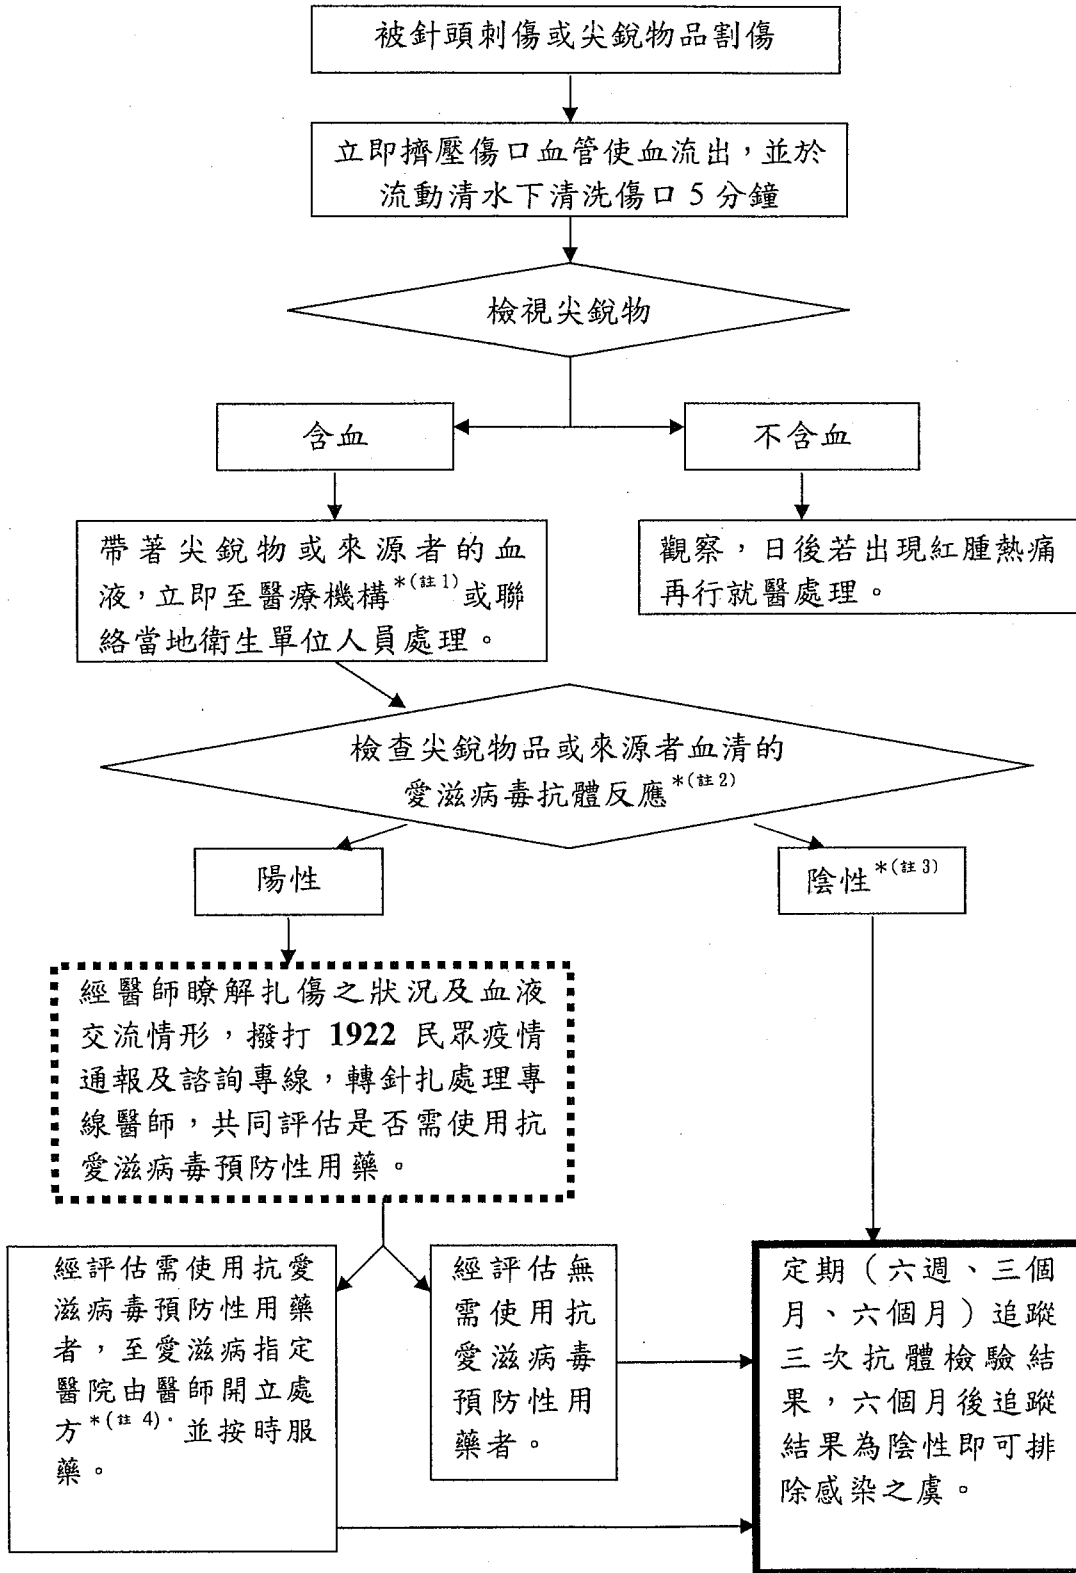 被針頭刺傷或尖銳物品割傷
立即擠壓傷口血管使血流出，並於
流動清水下清洗傷口 5 分鐘
檢視尖銳物
含血
不含血
帶著尖銳物或來源者的血
液，立即至醫療機構*(註1)或聯
絡當地衛生單位人員處理。
觀察，日後若出現紅腫熱痛
再行就醫處理。
檢查尖銳物品或來源者血清的
愛滋病毒抗體反應*(註2)
陽性
陰性*(註3)
經醫師瞭解扎傷之狀況及血液
交流情形，撥打 1922 民眾疫情
通報及諮詢專線，轉針扎處理專
線醫師，共同評估是否需使用抗
愛滋病毒預防性用藥。
經評估需使用抗愛
滋病毒預防性用藥
者，至愛滋病指定
醫院由醫師開立處
方*(註 4)。並按時服
藥。
經評估無
需使用抗
愛滋病毒
預防性用
藥者。
定期（六週、三個
月、六個月）追蹤
三次抗體檢驗結
果，六個月後追蹤
結果為陰性即可排
除感染之虞。